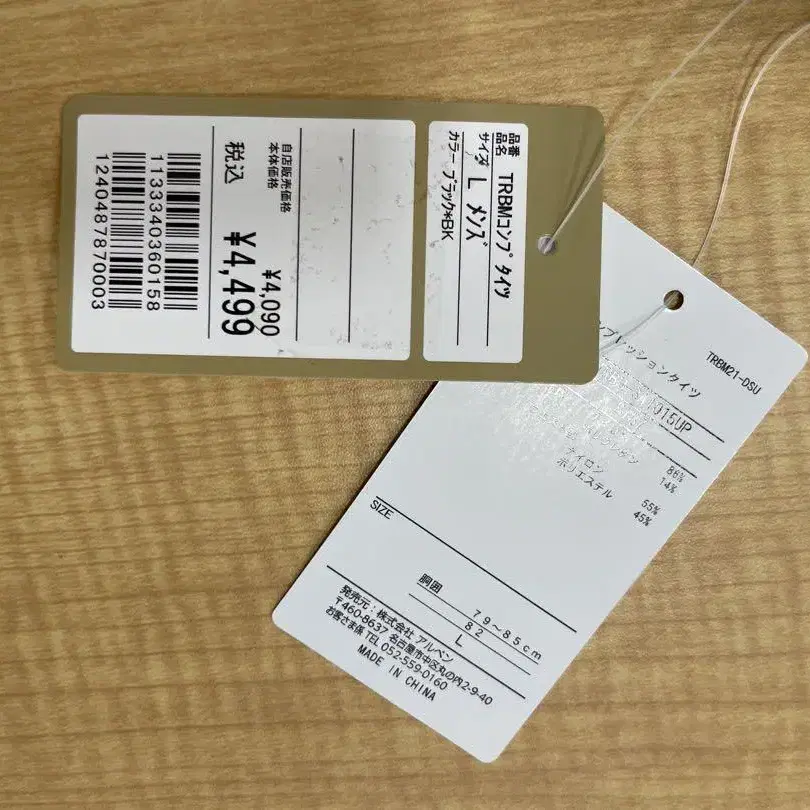 品番
品名 TRBMコンプ タイツ
サイズ L メンズ
カラー ブラック*BK
自店販売価格
本体価格 ¥4,090
税込 ¥4,499
1133340360158
1240487870003
TRBM21-DSU
プレッションタイツ
015UP
86%
ナイロン 14%
ポリエステル 55%
45%
SIZE
胴囲 79~85cm
82
L
発売元:株式会社 アルペン
〒460-8637 名古屋市中区丸の内2-9-40
お客さま係 TEL 052-559-0160
MADE IN CHINA